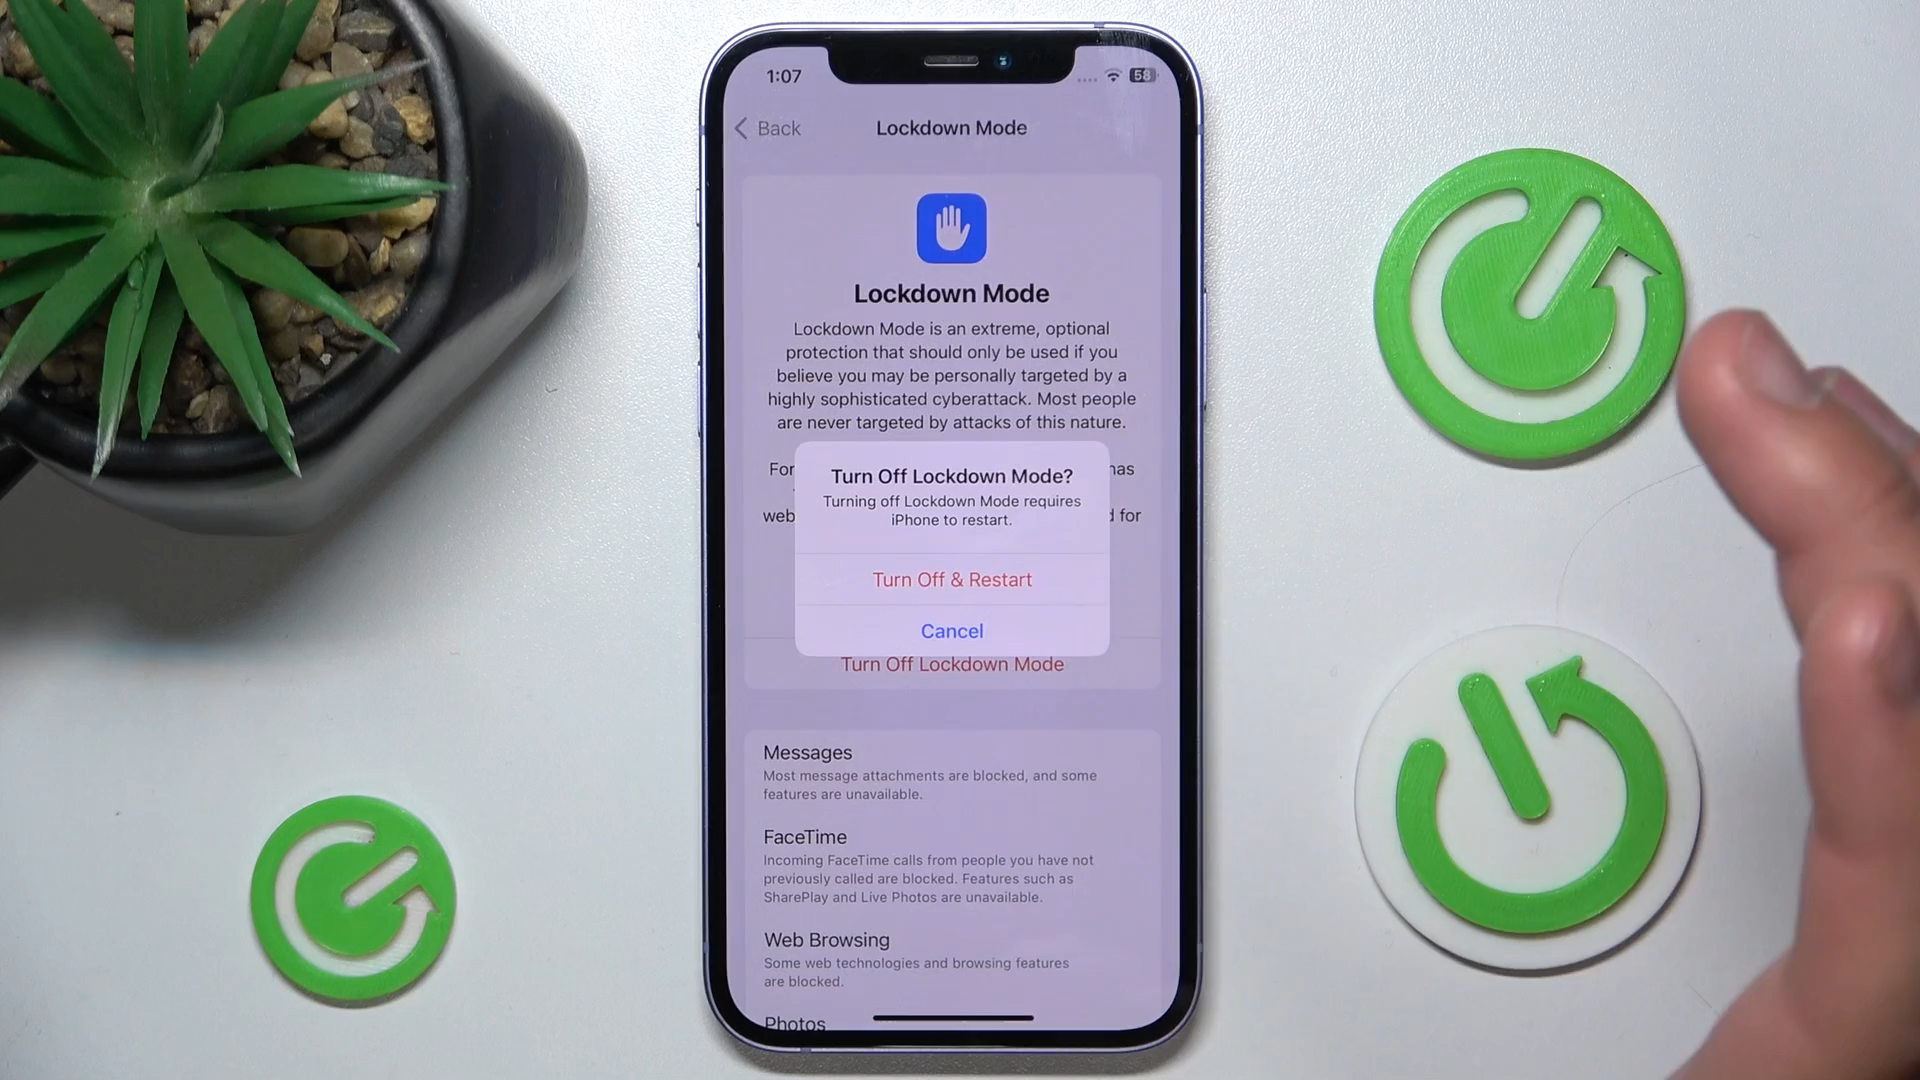 1:07
58
Back
Lockdown Mode
Lockdown Mode
Lockdown Mode is an extreme, optional
protection that should only be used if you
believe you may be personally targeted by a
highly sophisticated cyberattack. Most people
are never targeted by attacks of this nature.
For
has
web
d for
Turn Off Lockdown Mode?
Turning off Lockdown Mode requires
iPhone to restart.
Turn Off & Restart
Cancel
Turn Off Lockdown Mode
Messages
Most message attachments are blocked, and some
features are unavailable.
FaceTime
Incoming FaceTime calls from people you have not
previously called are blocked. Features such as
SharePlay and Live Photos are unavailable.
Web Browsing
Some web technologies and browsing features
are blocked.
Photos